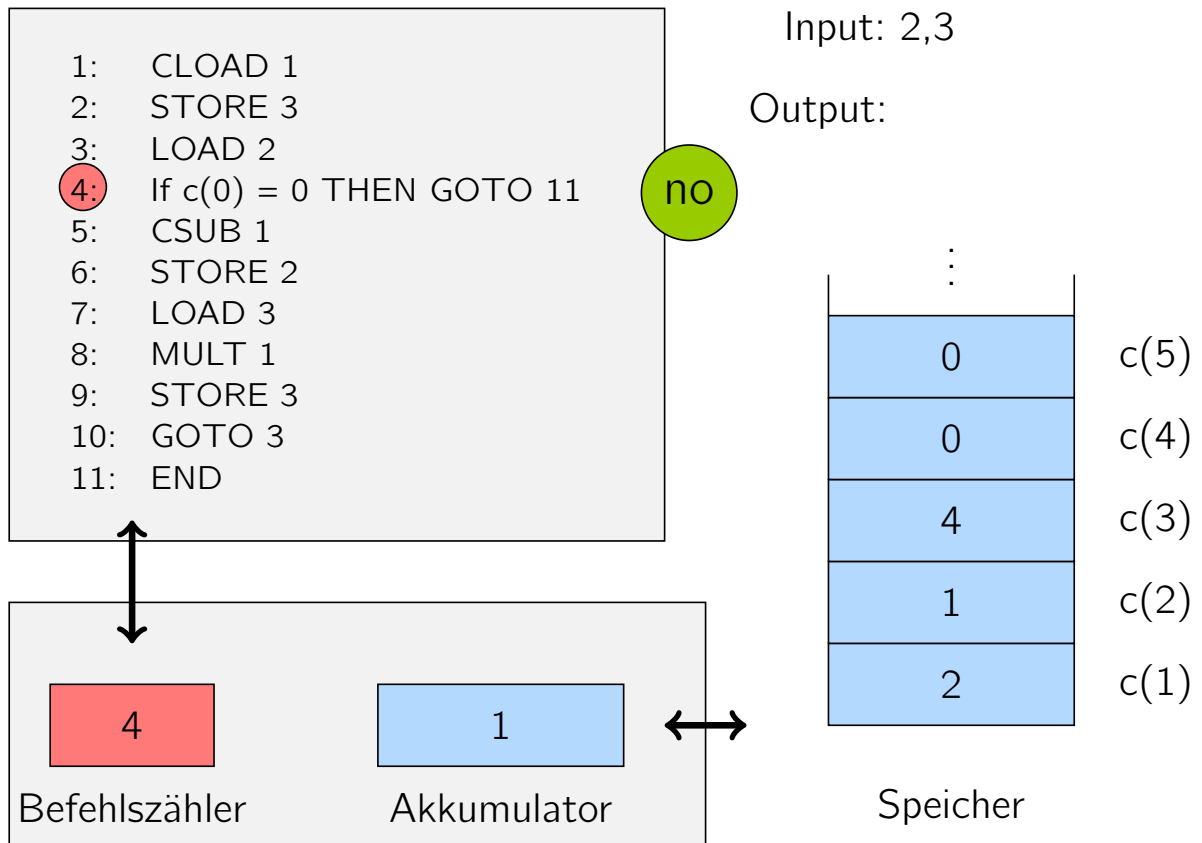 Input: 2,3
Output:
1: CLOAD 1
2: STORE 3
3: LOAD 2
4: If c(0) = 0 THEN GOTO 11
no
5: CSUB 1
6: STORE 2
7: LOAD 3
8: MULT 1
9: STORE 3
10: GOTO 3
11: END
⋮
0 c(5)
0 c(4)
4 c(3)
1 c(2)
2 c(1)
4
1
Befehlszähler
Akkumulator
Speicher